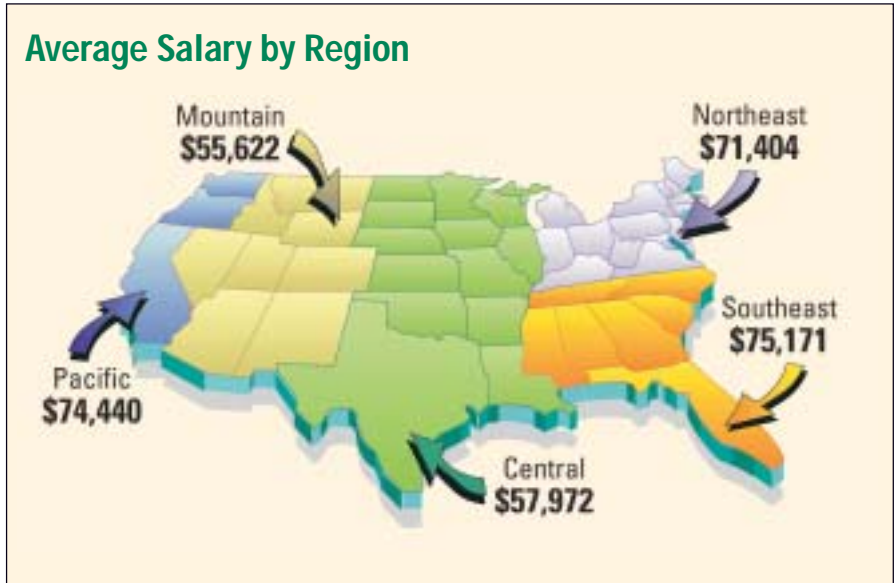 Average Salary by Region
Mountain
$55,622
Northeast
$71,404
Southeast
$75,171
Pacific
$74,440
Central
$57,972